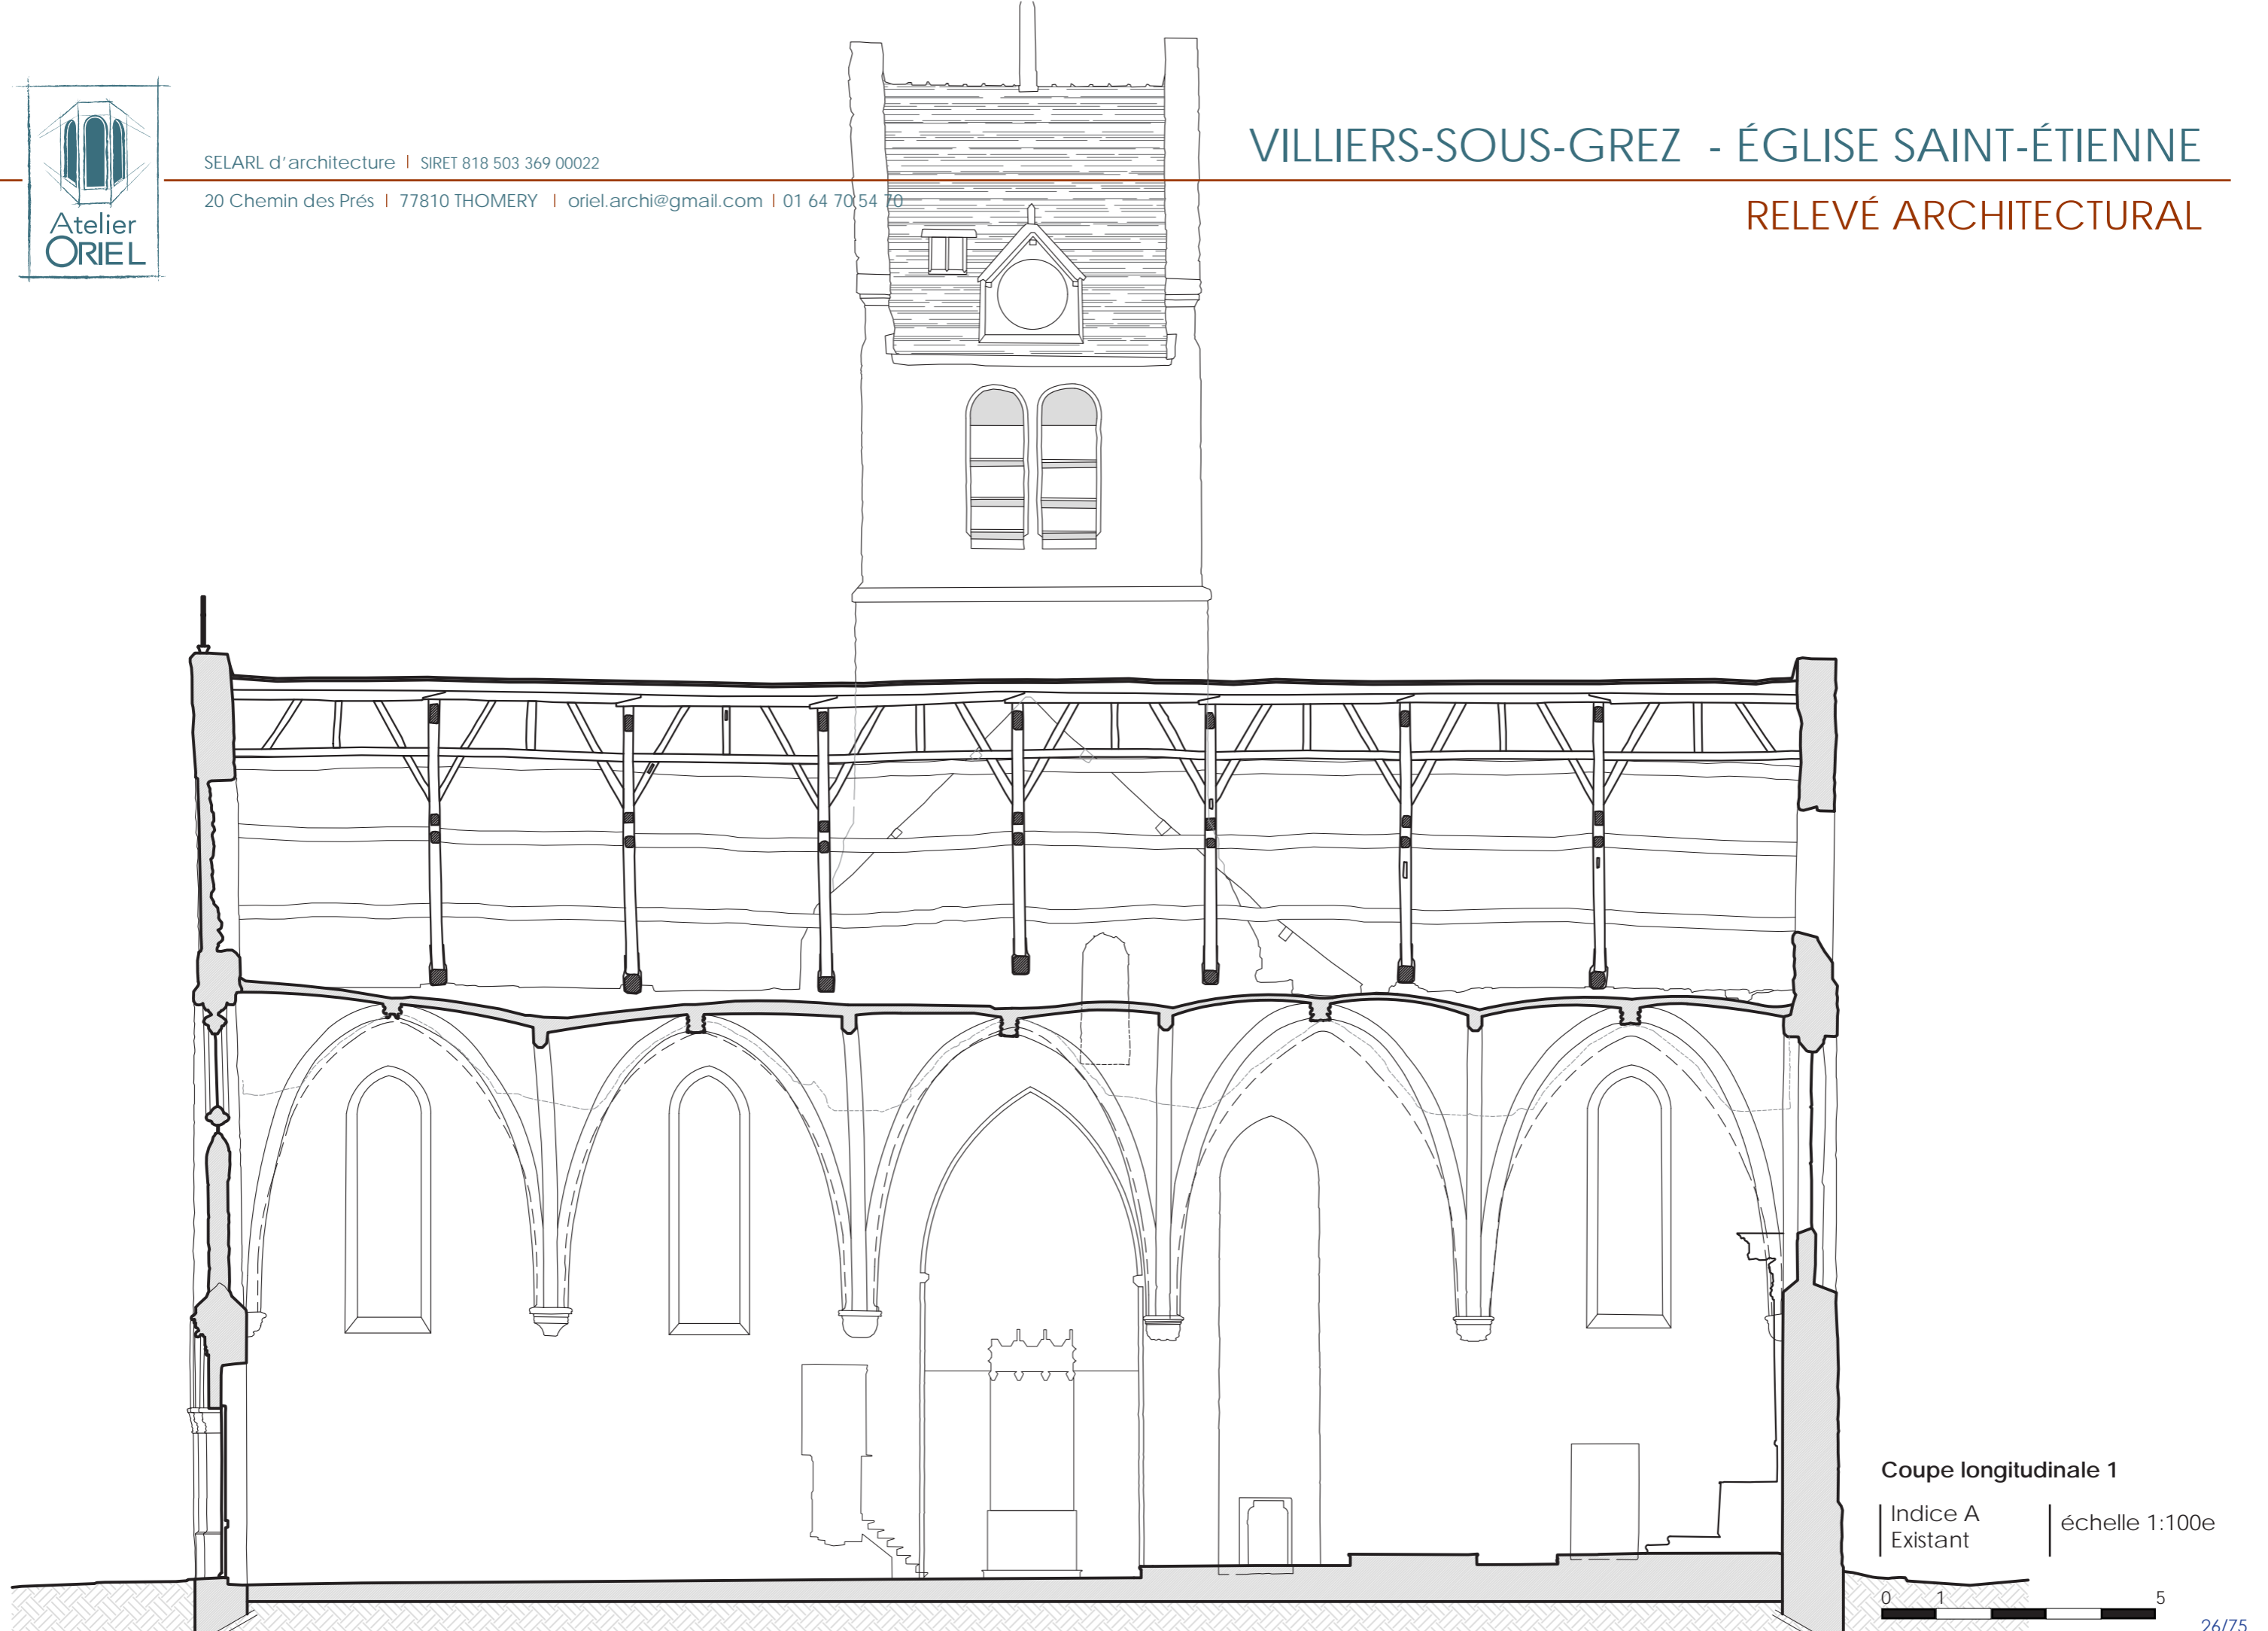 VILLIERS-SOUS-GREZ - ÉGLISE SAINT-ÉTIENNE
RELEVÉ ARCHITECTURAL
Atelier
ORIEL
SELARL d'architecture | SIRET 818 503 369 00022
20 Chemin des Prés | 77810 THOMERY | oriel.archi@gmail.com | 01 64 70 54 70
Coupe longitudinale 1
Indice A
Existant
échelle 1:100e
0 1 5
26/75